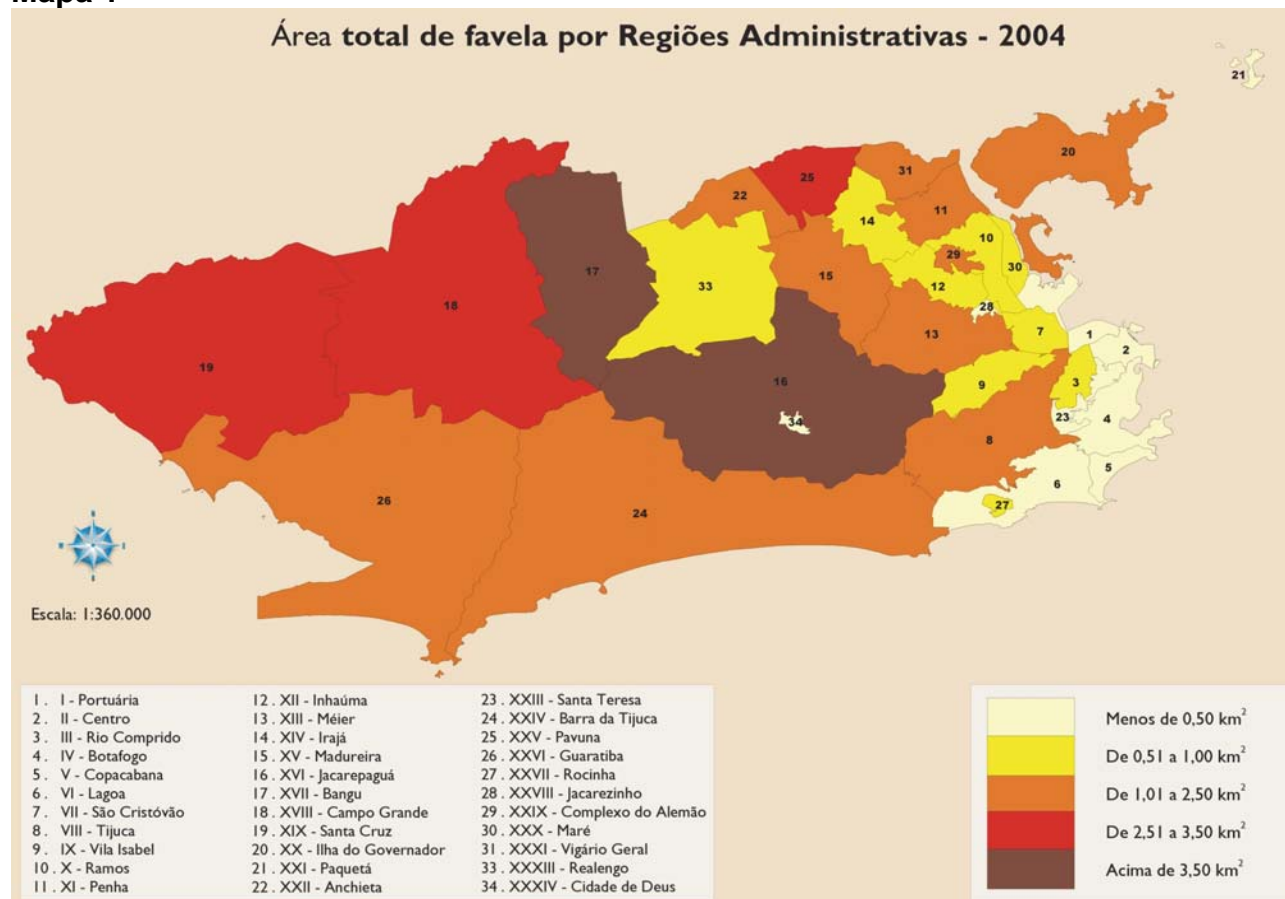 Área total de favela por Regiões Administrativas - 2004
21
20
31
25
22
11
14
10
29
30
17
15
33
12
28
18
13
7
1
2
19
16
9
3
23
4
34
8
5
6
26
27
24
Escala: 1:360.000
1 . I - Portuária
2 . II - Centro
3 . III - Rio Comprido
4 . IV - Botafogo
5 . V - Copacabana
6 . VI - Lagoa
7 . VII - São Cristóvão
8 . VIII - Tijuca
9 . IX - Vila Isabel
10 . X - Ramos
11 . XI - Penha
12 . XII - Inhaúma
13 . XIII - Méier
14 . XIV - Irajá
15 . XV - Madureira
16 . XVI - Jacarepaguá
17 . XVII - Bangu
18 . XVIII - Campo Grande
19 . XIX - Santa Cruz
20 . XX - Ilha do Governador
21 . XXI - Paquetá
22 . XXII - Anchieta
23 . XXIII - Santa Teresa
24 . XXIV - Barra da Tijuca
25 . XXV - Pavuna
26 . XXVI - Guaratiba
27 . XXVII - Rocinha
28 . XXVIII - Jacarezinho
29 . XXIX - Complexo do Alemão
30 . XXX - Maré
31 . XXXI - Vigário Geral
33 . XXXIII - Realengo
34 . XXXIV - Cidade de Deus
Menos de 0,50 km²
De 0,51 a 1,00 km²
De 1,01 a 2,50 km²
De 2,51 a 3,50 km²
Acima de 3,50 km²